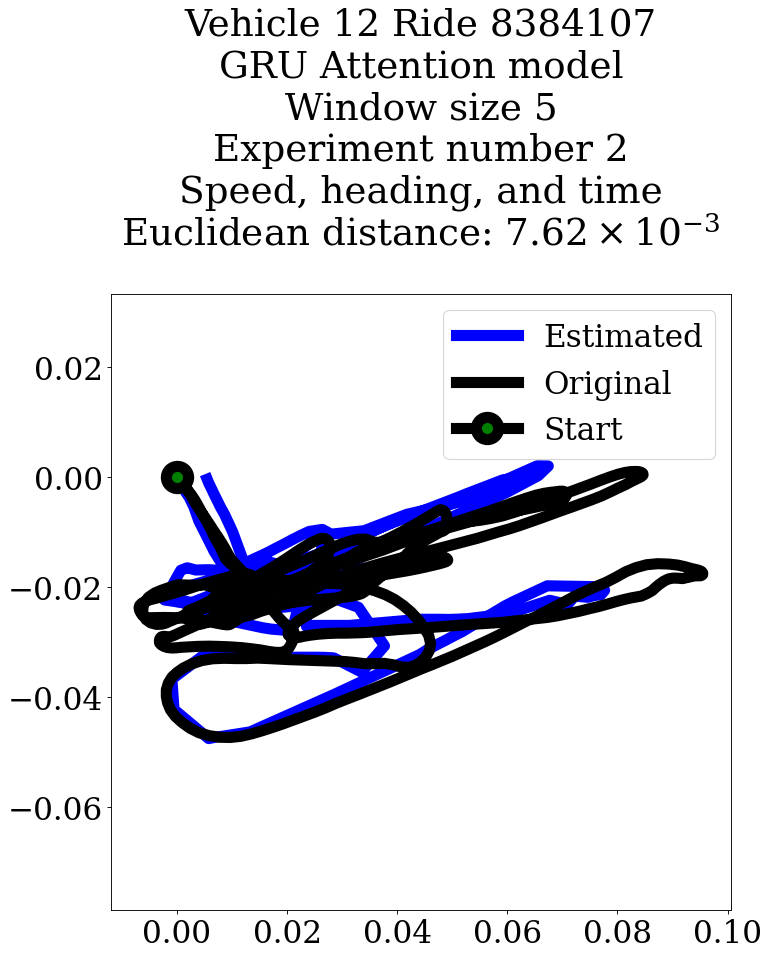 Vehicle 12 Ride 8384107
GRU Attention model
Window size 5
Experiment number 2
Speed, heading, and time
Euclidean distance: 7.62 × 10⁻³
Estimated
Original
Start
0.02
0.00
−0.02
−0.04
−0.06
0.00 0.02 0.04 0.06 0.08 0.10